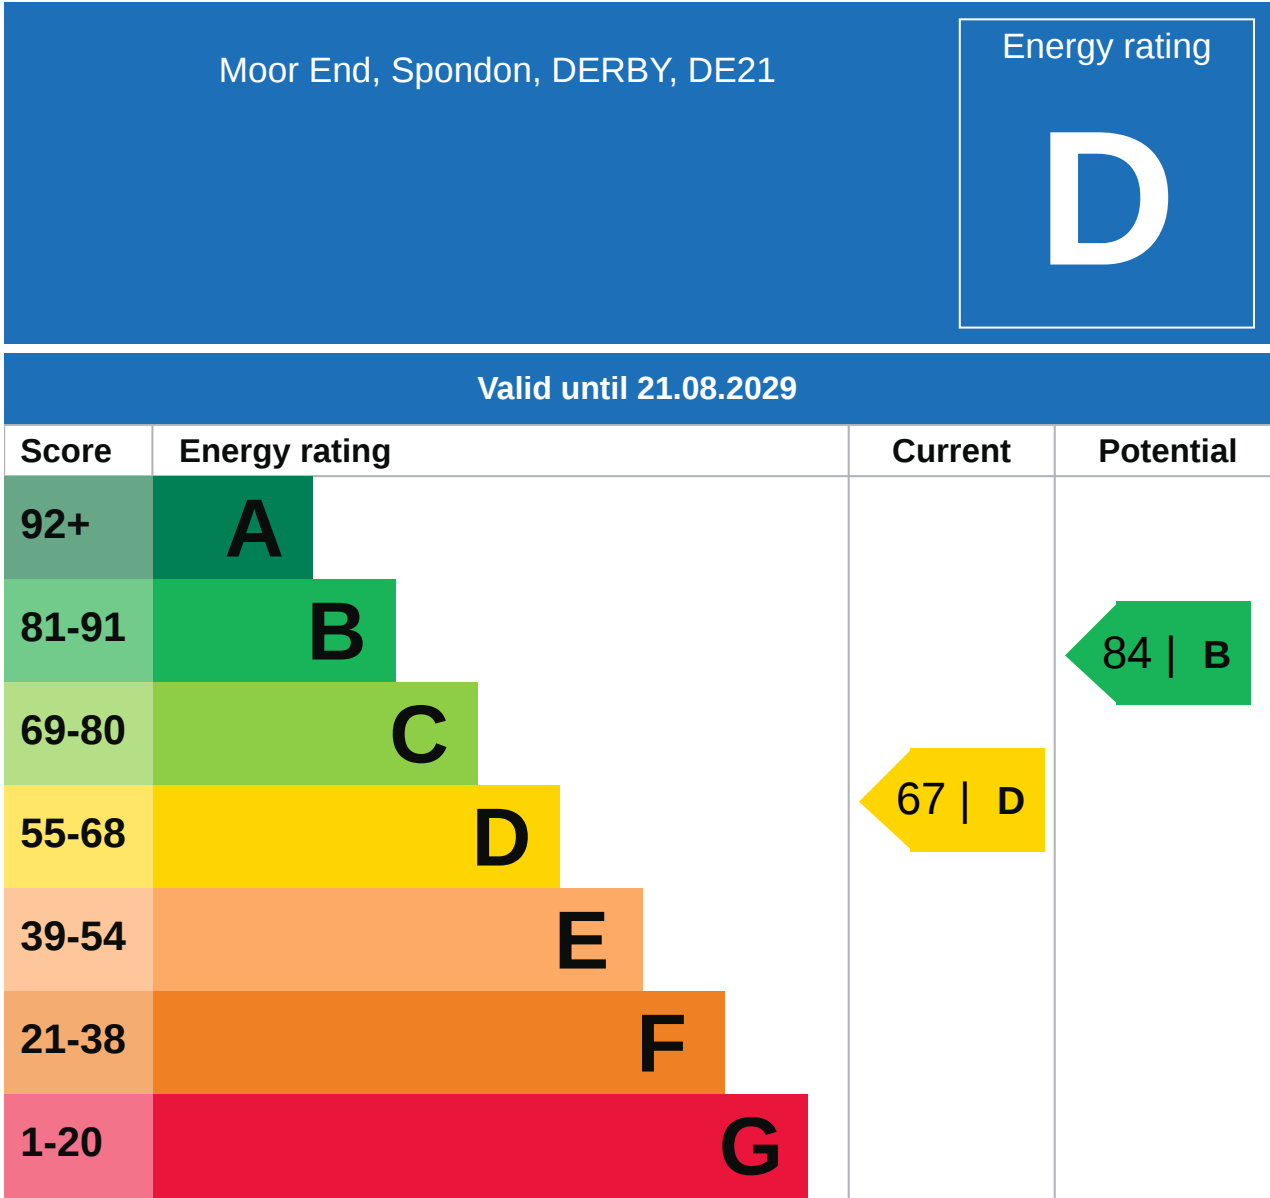 Moor End, Spondon, DERBY, DE21
Energy rating
D
Valid until 21.08.2029
Score Energy rating Current Potential
92+ A
81-91 B
84 | B
69-80 C
55-68 D
67 | D
39-54 E
21-38 F
1-20 G